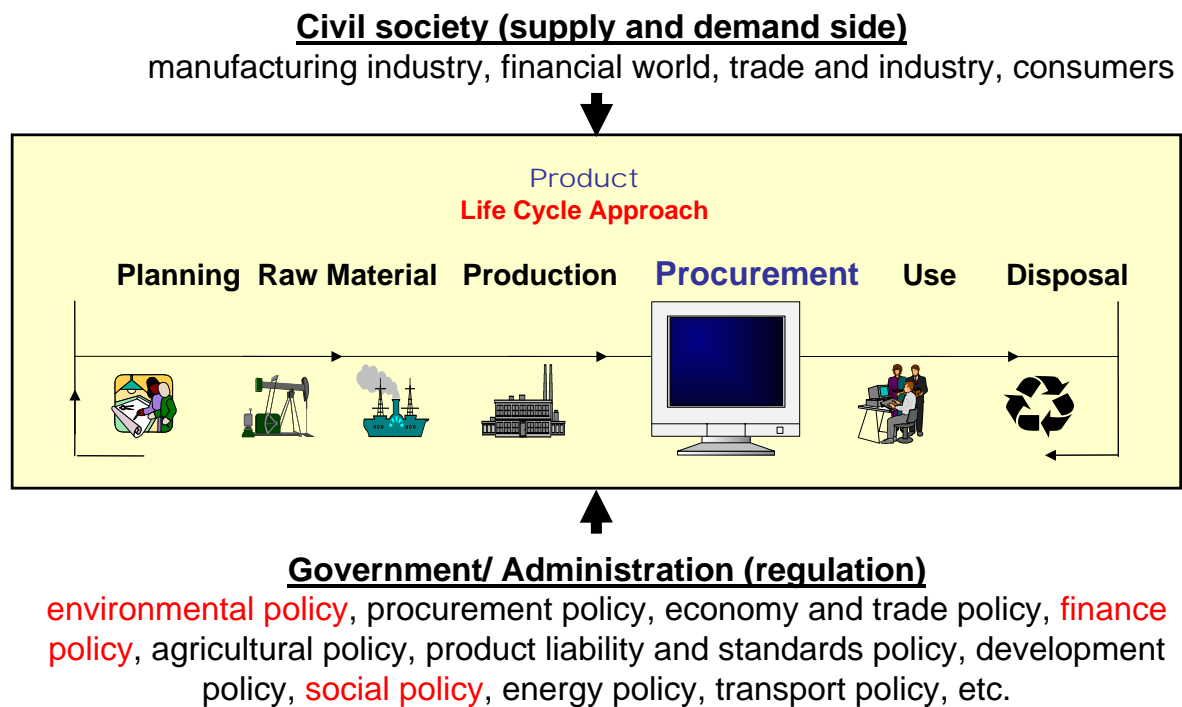 Civil society (supply and demand side)
manufacturing industry, financial world, trade and industry, consumers
Product
Life Cycle Approach
Planning Raw Material Production Procurement Use Disposal
Government/ Administration (regulation)
environmental policy, procurement policy, economy and trade policy, finance
policy, agricultural policy, product liability and standards policy, development
policy, social policy, energy policy, transport policy, etc.